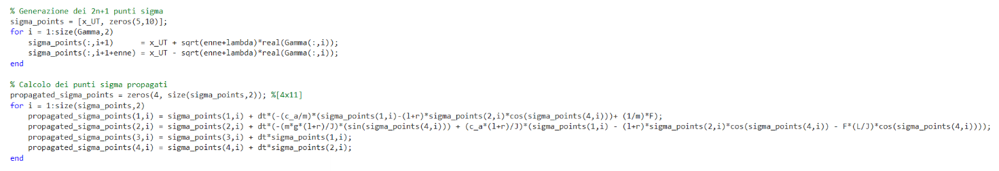 % Generazione dei 2n+1 punti sigma
sigma_points = [x_UT, zeros(5,10)];
for i = 1:size(Gamma,2)
    sigma_points(:,i+1)      = x_UT + sqrt(enne+lambda)*real(Gamma(:,i));
    sigma_points(:,i+1+enne) = x_UT - sqrt(enne+lambda)*real(Gamma(:,i));
end

% Calcolo dei punti sigma propagati
propagated_sigma_points = zeros(4, size(sigma_points,2)); %[4x11]
for i = 1:size(sigma_points,2)
    propagated_sigma_points(1,i) = sigma_points(1,i) + dt*(-(c_a/m)*(sigma_points(1,i)-(l+r)*sigma_points(2,i)*cos(sigma_points(4,i)))+ (1/m)*F);
    propagated_sigma_points(2,i) = sigma_points(2,i) + dt*(-(m*g*(l+r)/J)*(sin(sigma_points(4,i))) + (c_a*(l+r)/J)*(sigma_points(1,i) - (l+r)*sigma_points(2,i)*cos(sigma_points(4,i)) - F*(L/J)*cos(sigma_points(4,i))));
    propagated_sigma_points(3,i) = sigma_points(3,i) + dt*sigma_points(1,i);
    propagated_sigma_points(4,i) = sigma_points(4,i) + dt*sigma_points(2,i);
end